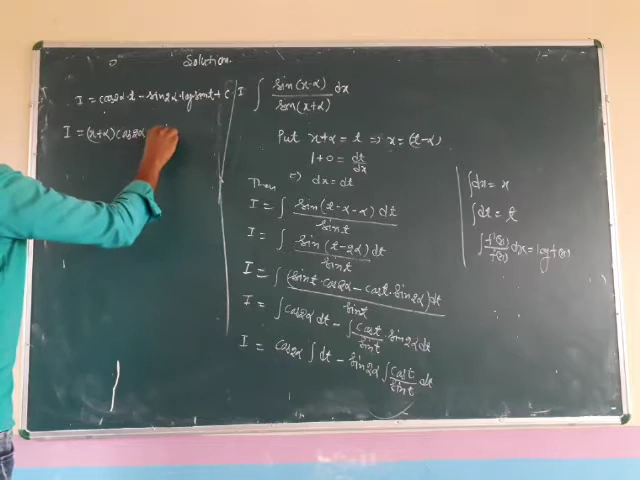 Solution.
I = cos2α·t − sin2α·log sint + c
I = (x+α)cos2α
I ∫ sin(x-α)/sin(x+α) dx
Put x+α = t ⇒ x = (t-α)
1+0 = dt/dx
dx = dt
Then
I = ∫ sin(t-α-α)dt/sint
I = ∫ sin(t-2α)dt/sint
I = ∫ (sint·cos2α − cost·sin2α)dt/sint
I = ∫cos2α dt − ∫cost/sint·sin2α dt
I = cos2α ∫dt − sin2α ∫cost/sint dt
∫dx = x
∫dt = t
∫f'(x)/f(x) dx = log f(x)